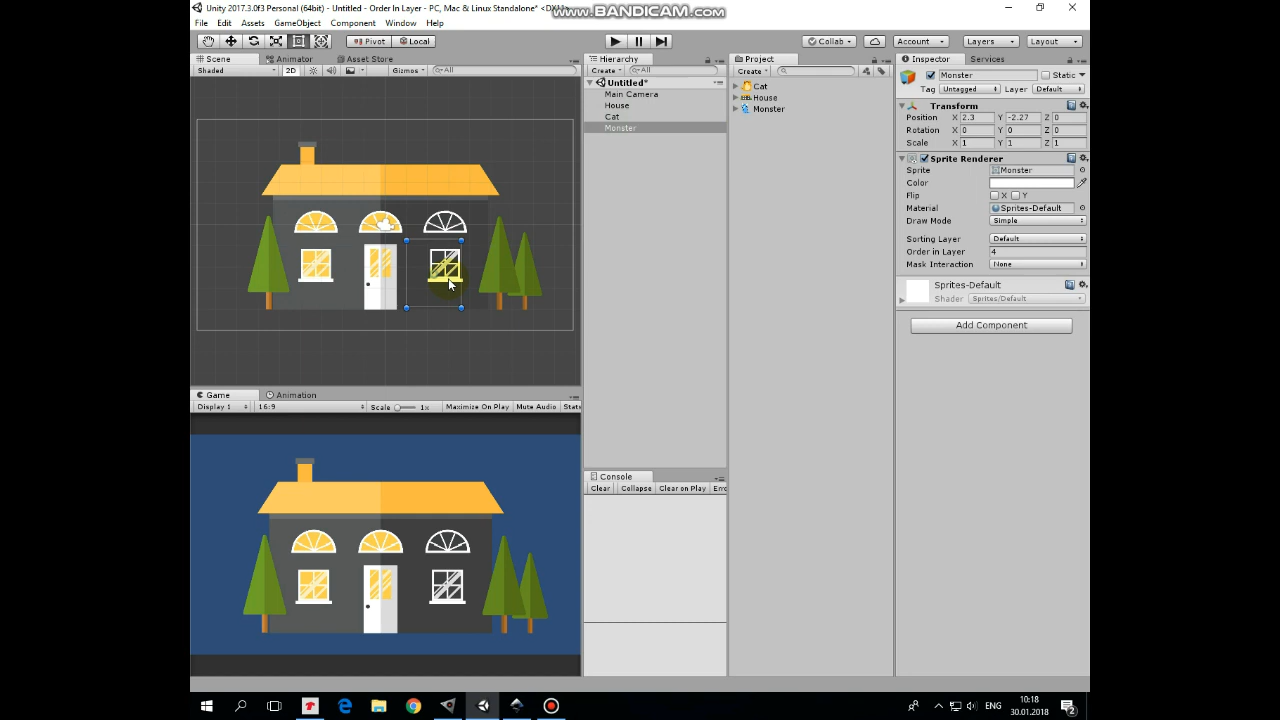 Unity 2017.3.0f3 Personal (64bit) - Untitled - Order In Layer - PC, Mac & Linux Standalone* <DX11>
www.BANDICAM.com
File Edit Assets GameObject Component Window Help
Pivot Local Collab Account Layers Layout
Scene Animator Asset Store
Shaded 2D Gizmos All
Game Animation
Display 1 16:9 Scale 1x Maximize On Play Mute Audio Stats
Hierarchy
Create All
Untitled*
Main Camera
House
Cat
Monster
Console
Clear Collapse Clear on Play Erro
Project
Create
Cat
House
Monster
Inspector Services
Monster Static
Tag Untagged Layer Default
Transform
Position X 2.3 Y -2.27 Z 0
Rotation X 0 Y 0 Z 0
Scale X 1 Y 1 Z 1
Sprite Renderer
Sprite Monster
Color
Flip X Y
Material Sprites-Default
Draw Mode Simple
Sorting Layer Default
Order in Layer 4
Mask Interaction None
Sprites-Default
Shader Sprites/Default
Add Component
ENG
10:18
30.01.2018
2